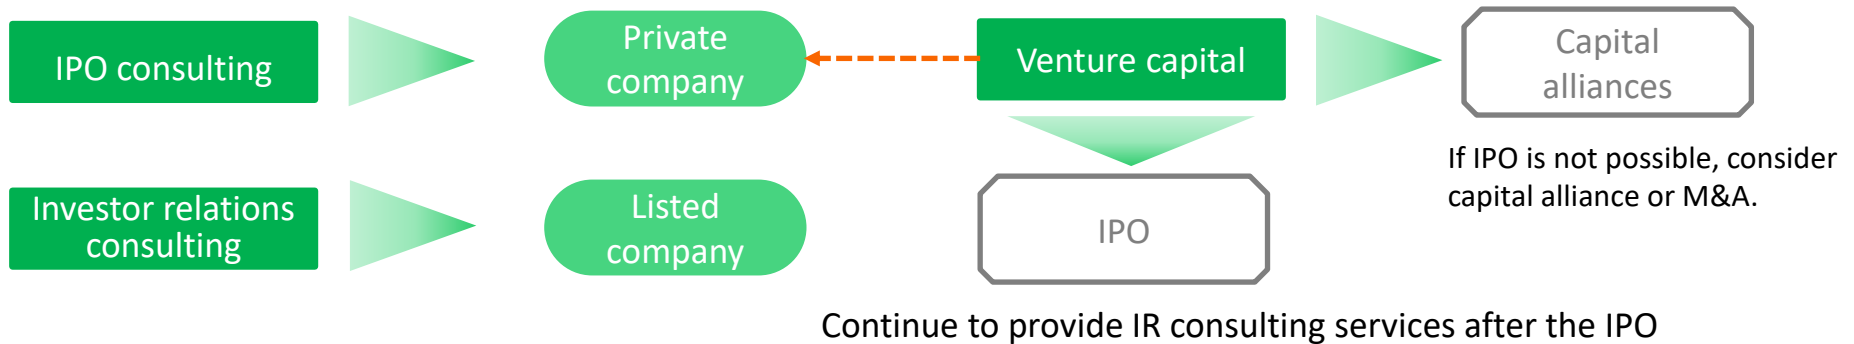 IPO consulting
Private
company
Venture capital
Capital
alliances
If IPO is not possible, consider
capital alliance or M&A.
Investor relations
consulting
Listed
company
IPO
Continue to provide IR consulting services after the IPO